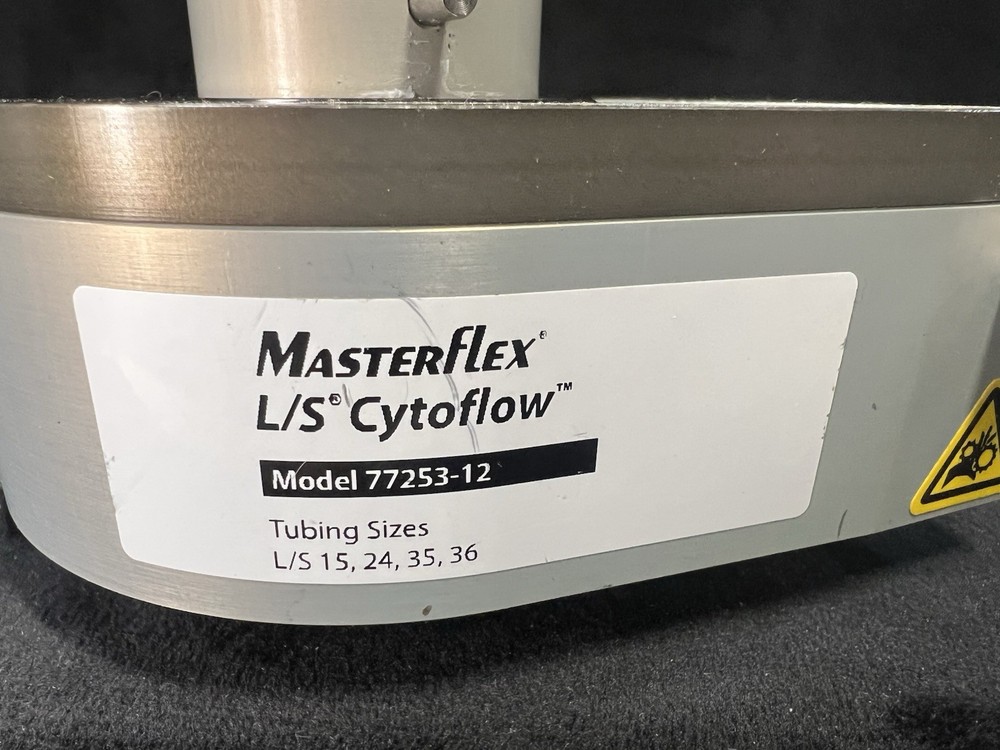 MASTERFLEX®
L/S® Cytoflow™
Model 77253-12
Tubing Sizes
L/S 15, 24, 35, 36